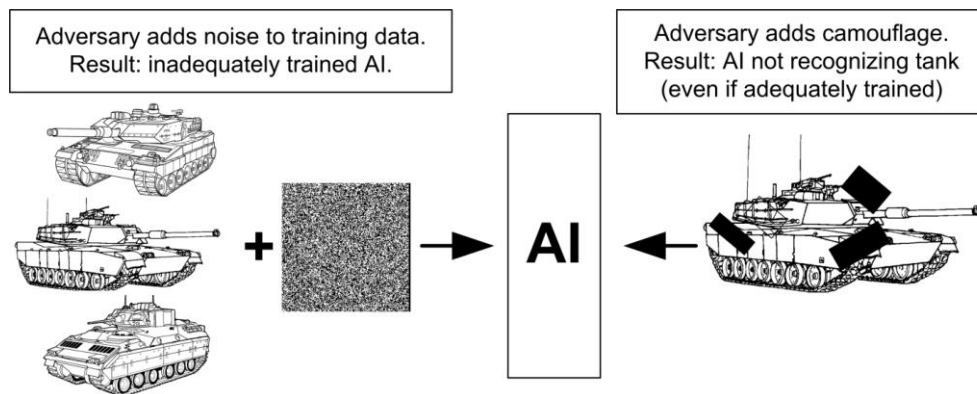 Adversary adds noise to training data.
Result: inadequately trained AI.
Adversary adds camouflage.
Result: AI not recognizing tank
(even if adequately trained)
+
AI